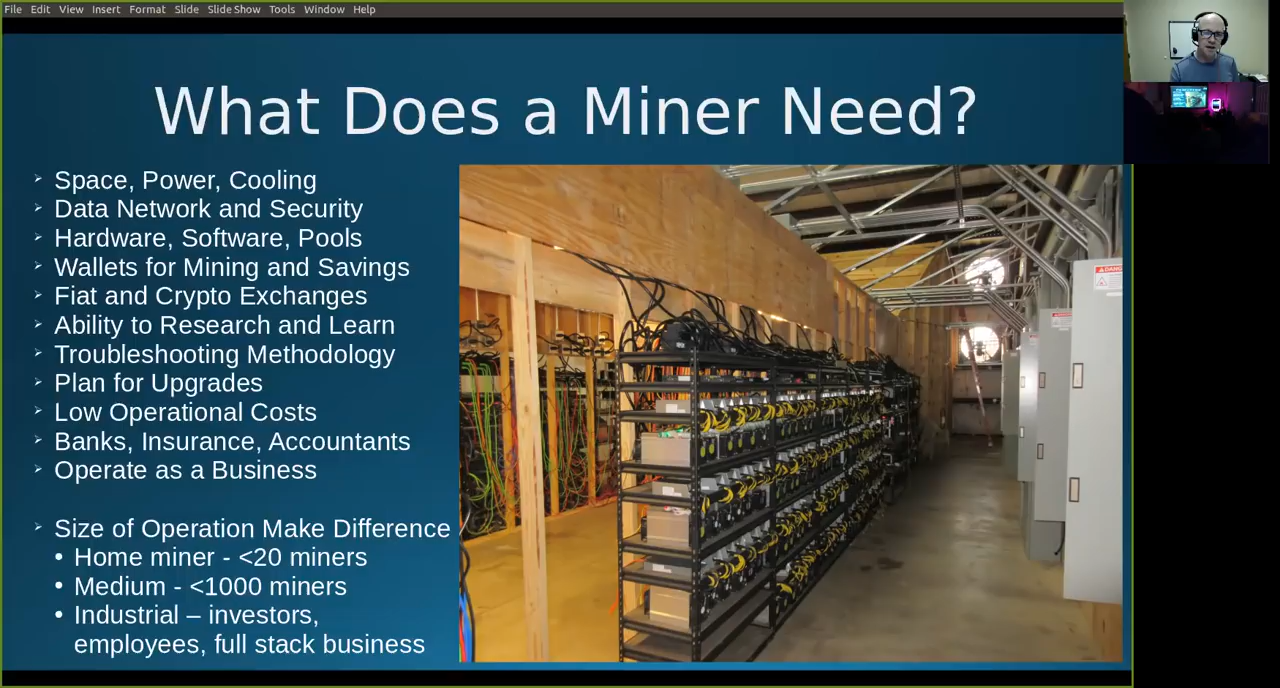 File Edit View Insert Format Slide Slide Show Tools Window Help
What Does a Miner Need?
Space, Power, Cooling
Data Network and Security
Hardware, Software, Pools
Wallets for Mining and Savings
Fiat and Crypto Exchanges
Ability to Research and Learn
Troubleshooting Methodology
Plan for Upgrades
Low Operational Costs
Banks, Insurance, Accountants
Operate as a Business
Size of Operation Make Difference
• Home miner - <20 miners
• Medium - <1000 miners
• Industrial – investors,
employees, full stack business
DANG